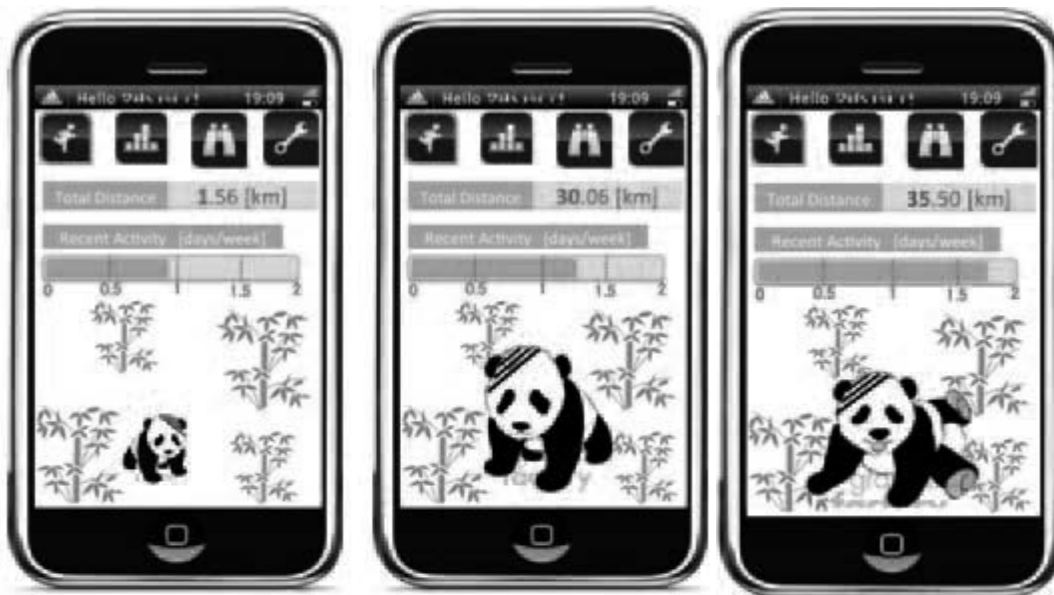 Hello
19:09
Total Distance 1.56 [km]
Recent Activity [days/week]
0 0.5 1 1.5 2
Hello
19:09
Total Distance 30.06 [km]
Recent Activity [days/week]
0 0.5 1 1.5 2
Hello
19:09
Total Distance 35.50 [km]
Recent Activity [days/week]
0 0.5 1 1.5 2